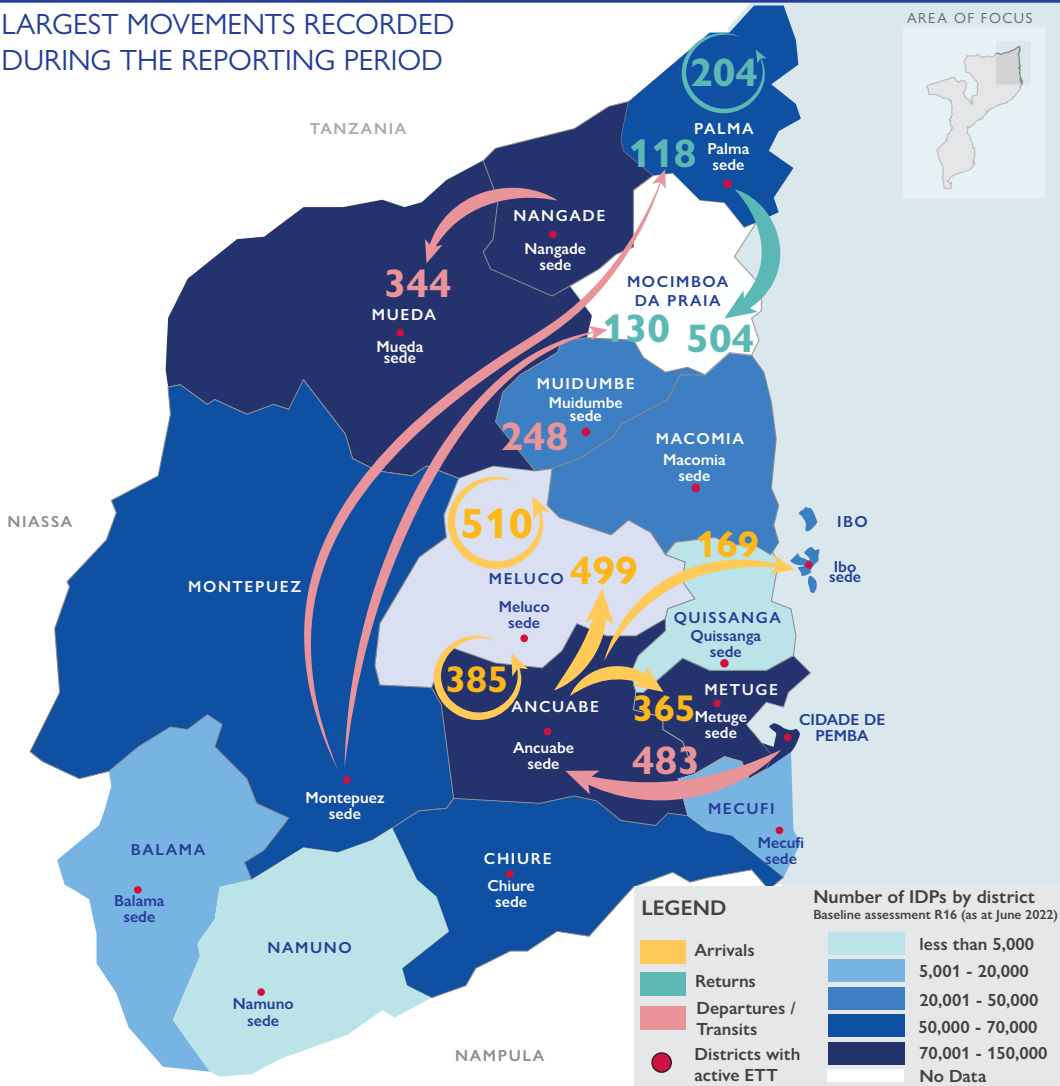 LARGEST MOVEMENTS RECORDED
DURING THE REPORTING PERIOD
AREA OF FOCUS
TANZANIA
204
PALMA
Palma
sede
118
NANGADE
Nangade
sede
344
MUEDA
Mueda
sede
MOCIMBOA
DA PRAIA
130
504
MUIDUMBE
Muidumbe
sede
248
MACOMIA
Macomia
sede
NIASSA
510
169
IBO
Ibo
sede
MONTEPUEZ
MELUCO
499
Meluco
sede
QUISSANGA
Quissanga
sede
385
ANCUABE
365
METUGE
Metuge
sede
CIDADE DE
PEMBA
Ancuabe
sede
483
Montepuez
sede
MECUFI
Mecufi
sede
BALAMA
Balama
sede
CHIURE
Chiure
sede
NAMUNO
Namuno
sede
NAMPULA
LEGEND
Arrivals
Returns
Departures /
Transits
Districts with
active ETT
Number of IDPs by district
Baseline assessment R16 (as at June 2022)
less than 5,000
5,001 - 20,000
20,001 - 50,000
50,000 - 70,000
70,001 - 150,000
No Data